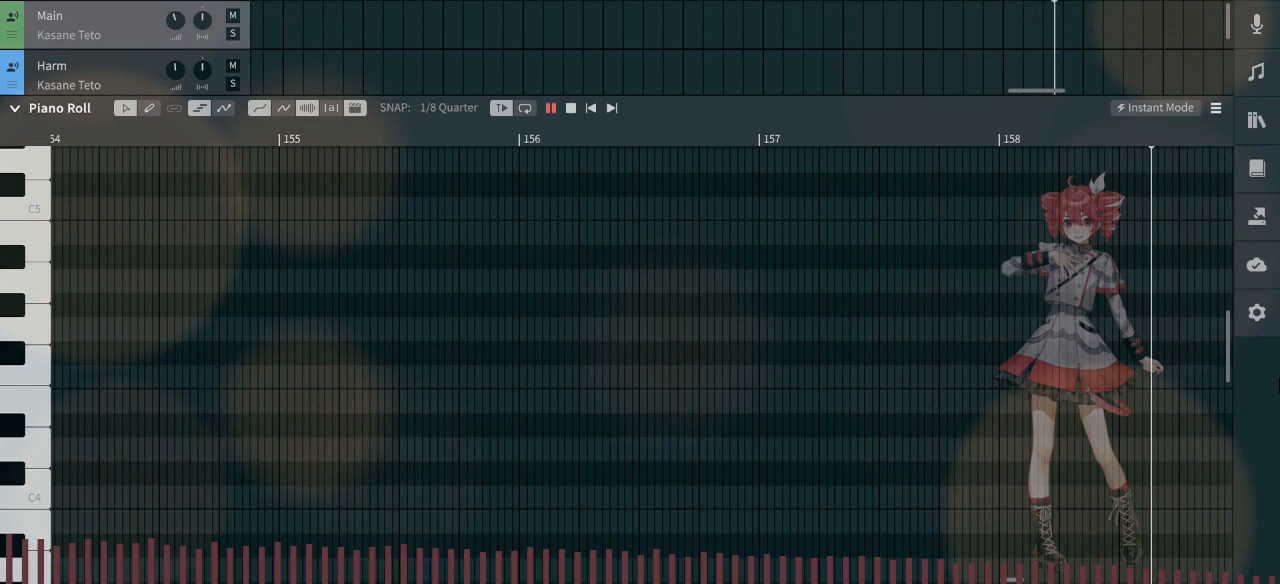 Main
M
Kasane Teto
S
Harm
M
Kasane Teto
S
Piano Roll
SNAP: 1/8 Quarter
Instant Mode
54 155 156 157 158
C5
C4